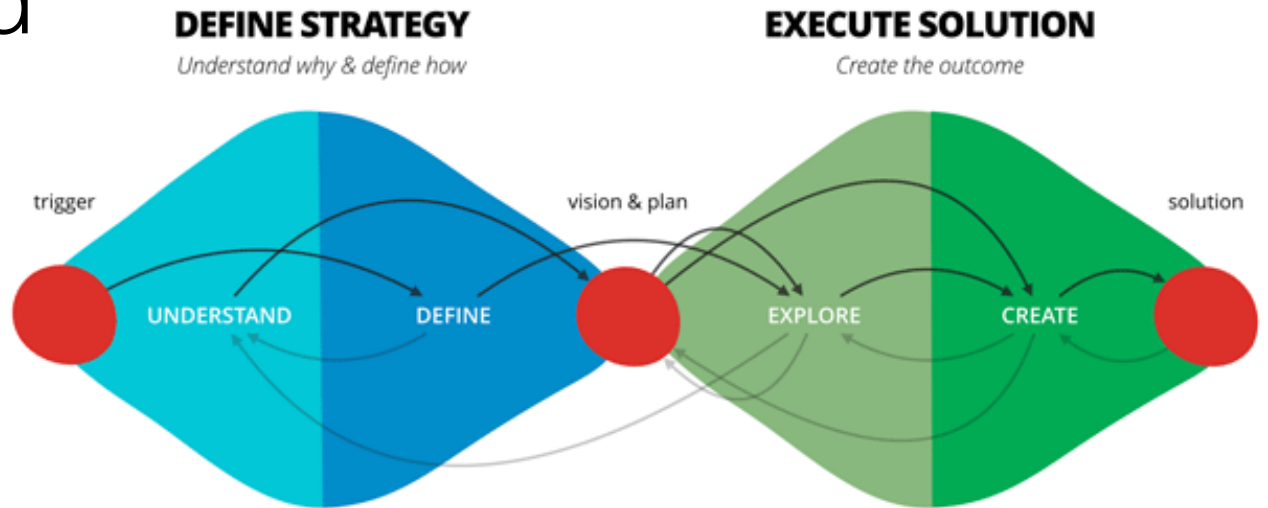 DEFINE STRATEGY
Understand why & define how
EXECUTE SOLUTION
Create the outcome
trigger
vision & plan
solution
UNDERSTAND
DEFINE
EXPLORE
CREATE